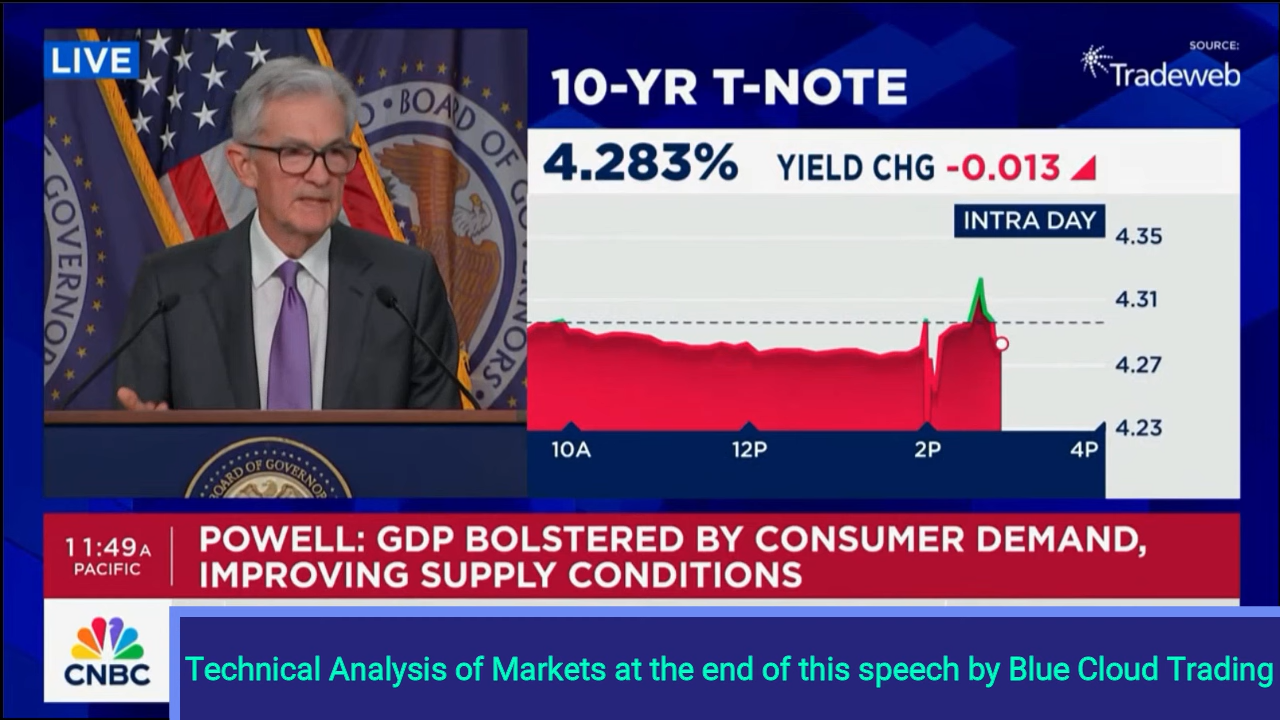 LIVE
BOARD OF
GOVERNORS
GOVERNORS
BOARD OF GOVERNOR
10-YR T-NOTE
SOURCE:
Tradeweb
4.283% YIELD CHG -0.013
INTRA DAY
4.35
4.31
4.27
4.23
10A 12P 2P 4P
11:49A
PACIFIC
POWELL: GDP BOLSTERED BY CONSUMER DEMAND,
IMPROVING SUPPLY CONDITIONS
CNBC
Technical Analysis of Markets at the end of this speech by Blue Cloud Trading